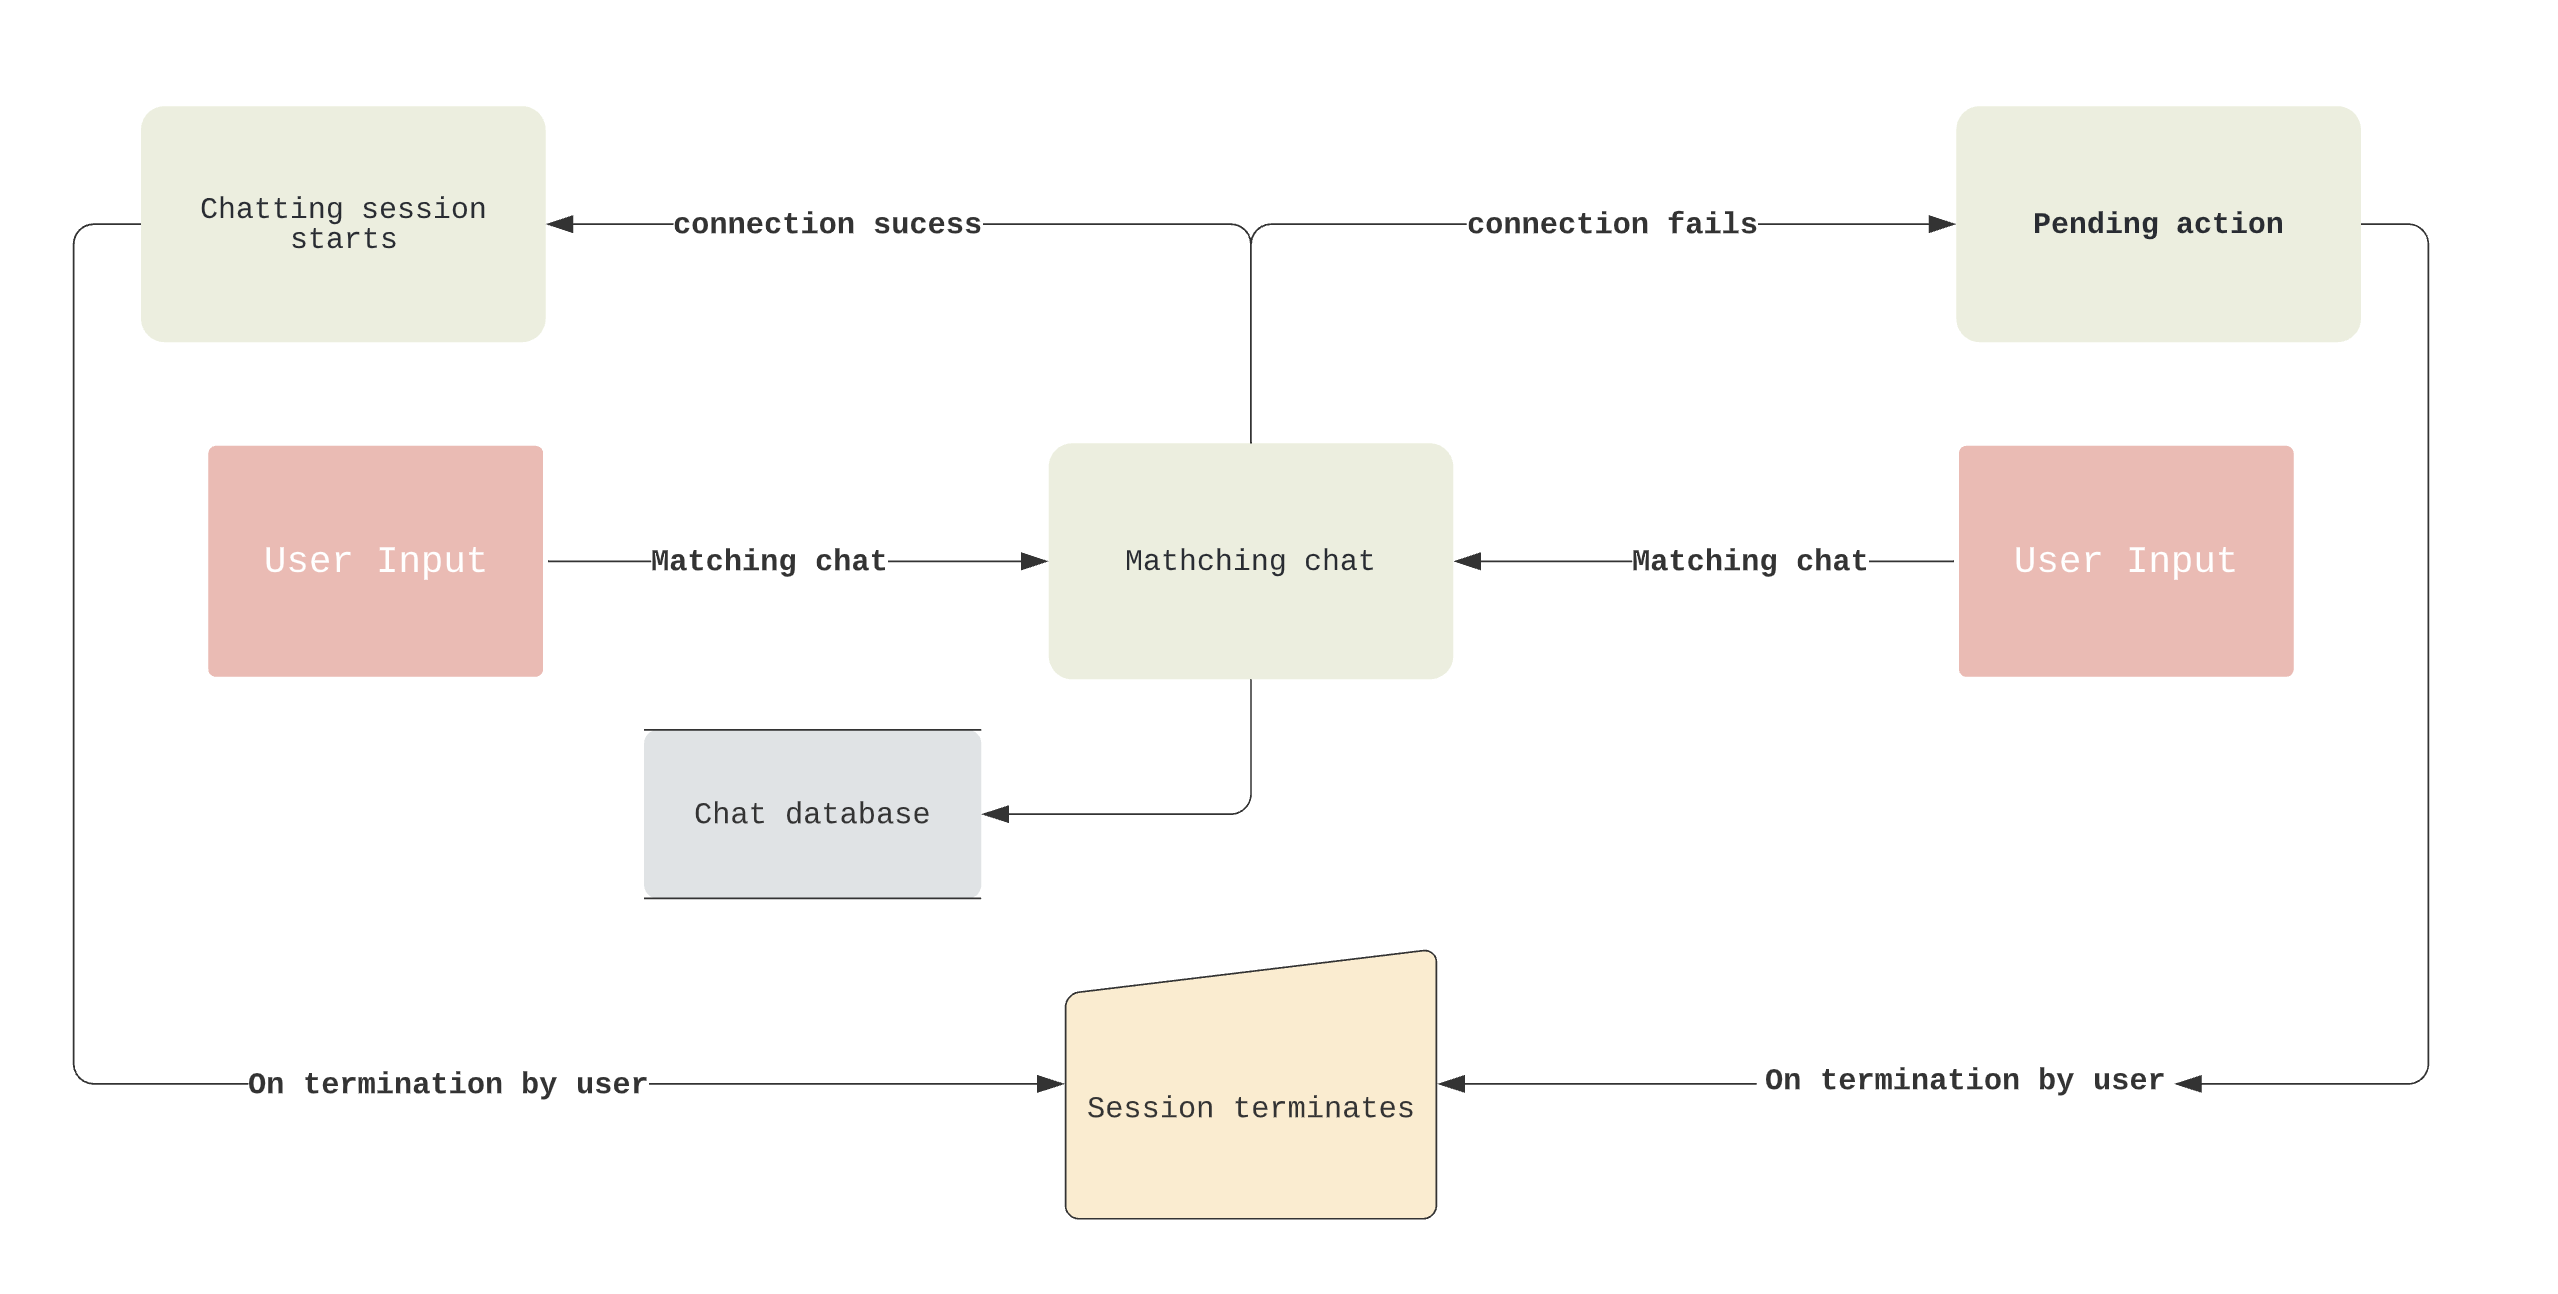 Chatting session
starts
connection sucess
connection fails
Pending action
User Input
Matching chat
Mathching chat
Matching chat
User Input
Chat database
On termination by user
Session terminates
On termination by user